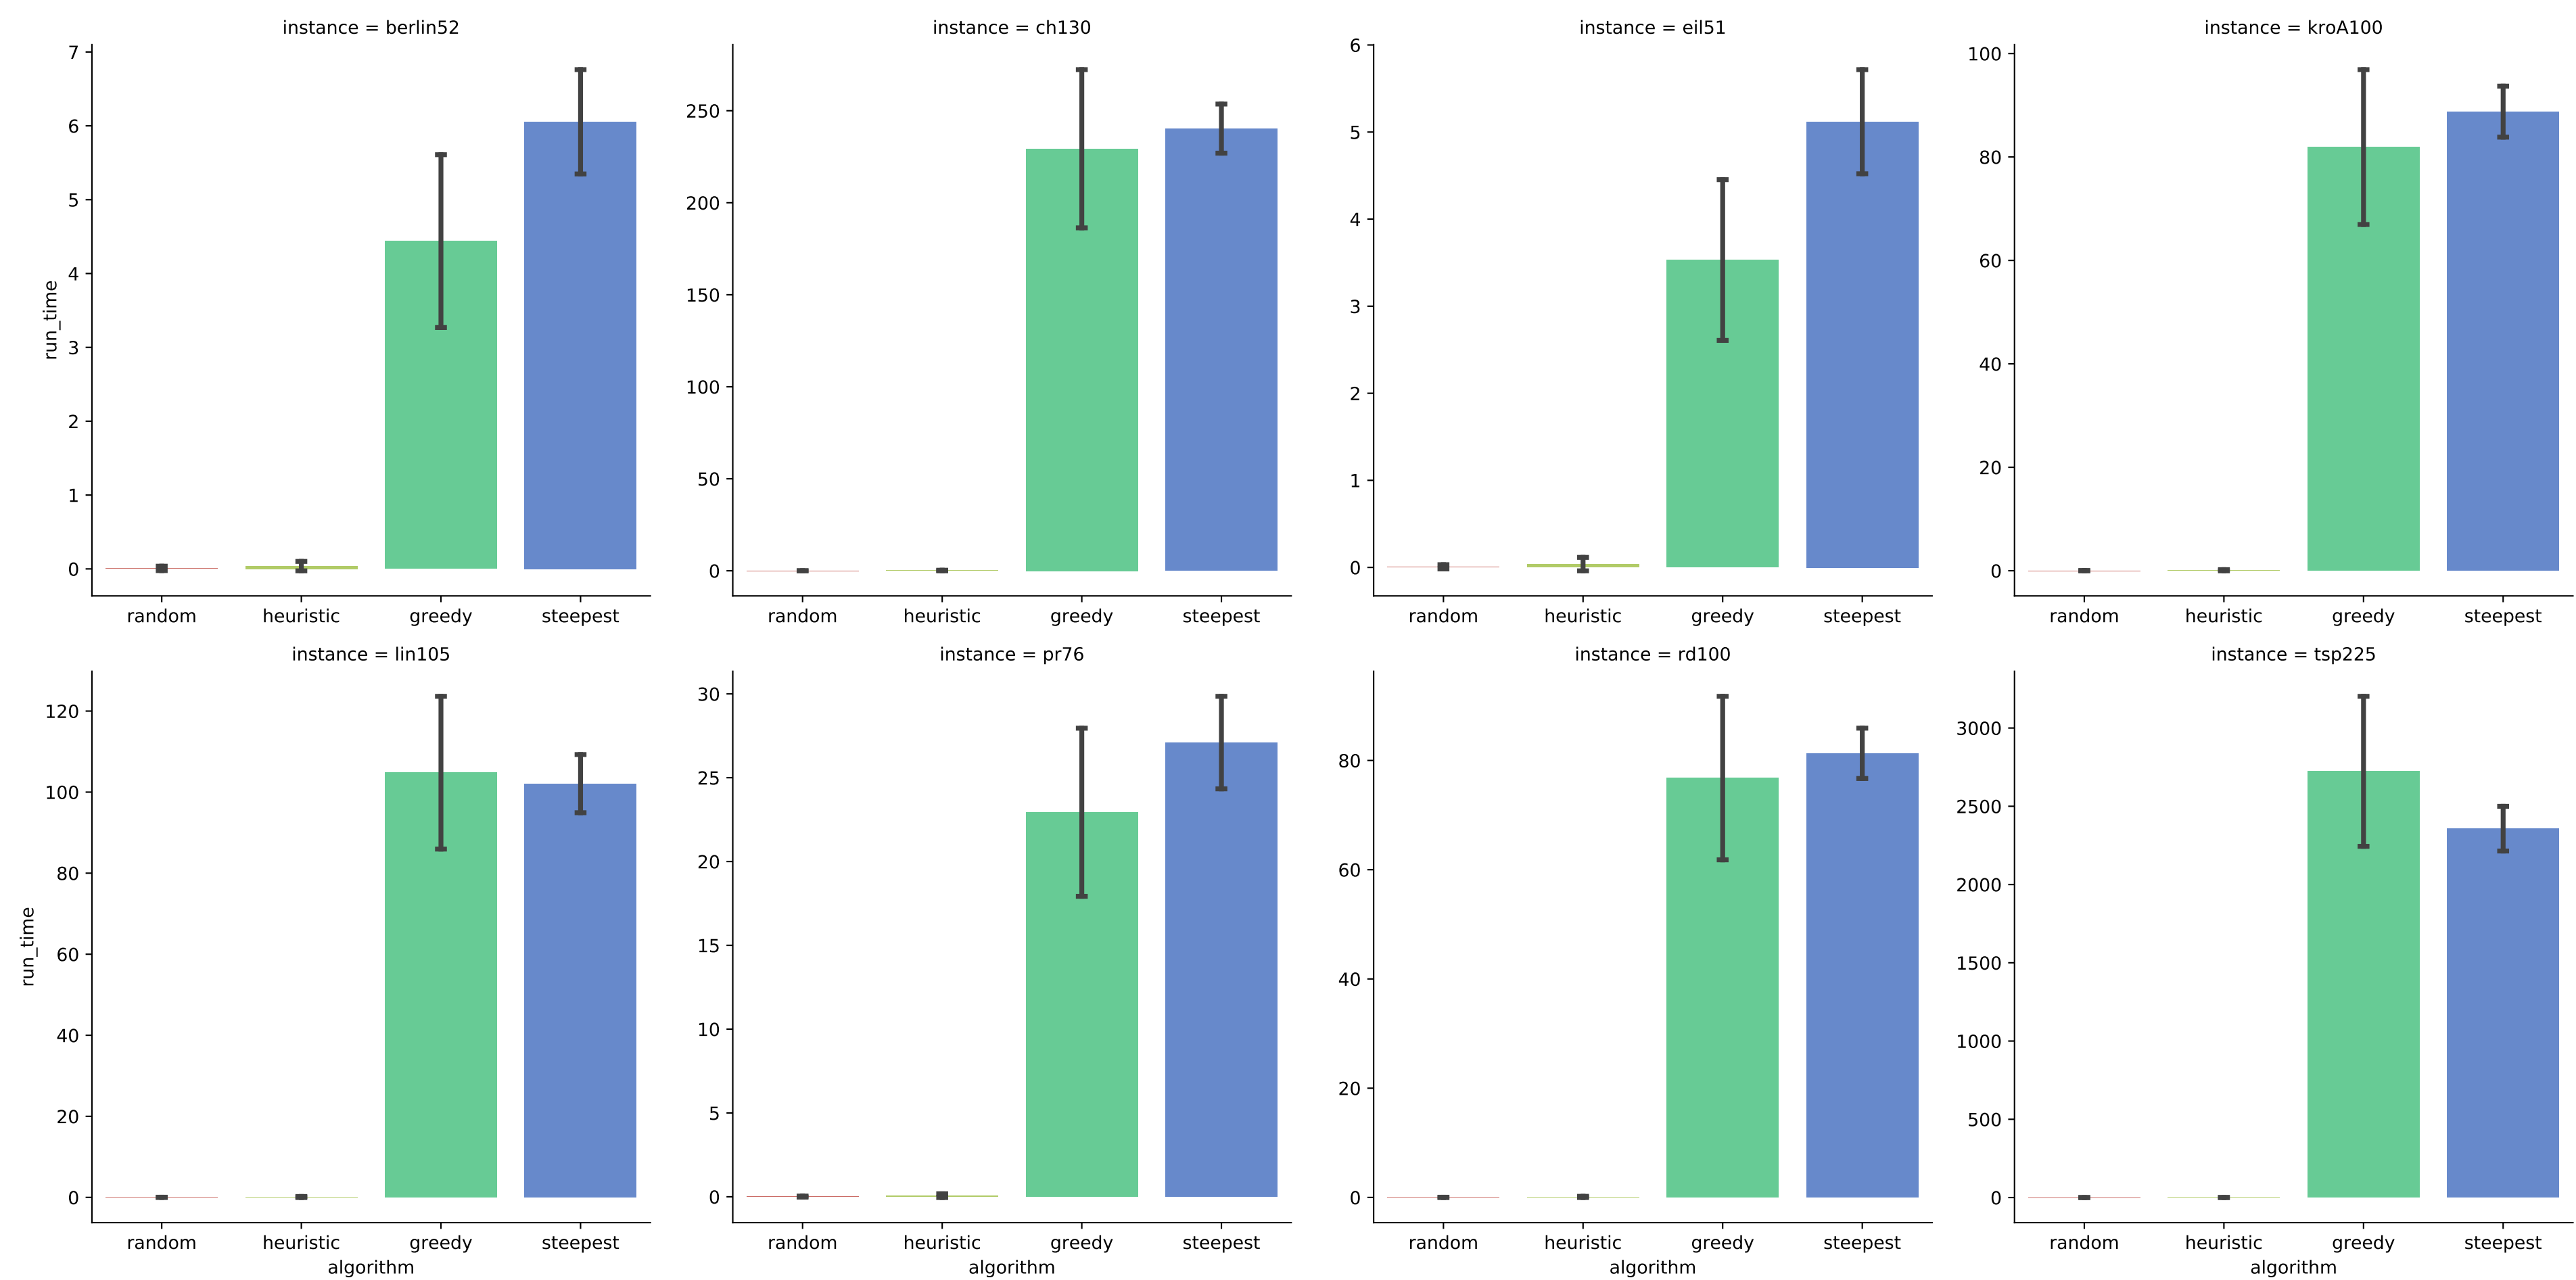 instance = berlin52
7
6
5
4
3
2
1
0
run_time
random heuristic greedy steepest
instance = ch130
250
200
150
100
50
0
random heuristic greedy steepest
instance = eil51
6
5
4
3
2
1
0
random heuristic greedy steepest
instance = kroA100
100
80
60
40
20
0
random heuristic greedy steepest
instance = lin105
120
100
80
60
40
20
0
run_time
random heuristic greedy steepest
algorithm
instance = pr76
30
25
20
15
10
5
0
random heuristic greedy steepest
algorithm
instance = rd100
80
60
40
20
0
random heuristic greedy steepest
algorithm
instance = tsp225
3000
2500
2000
1500
1000
500
0
random heuristic greedy steepest
algorithm